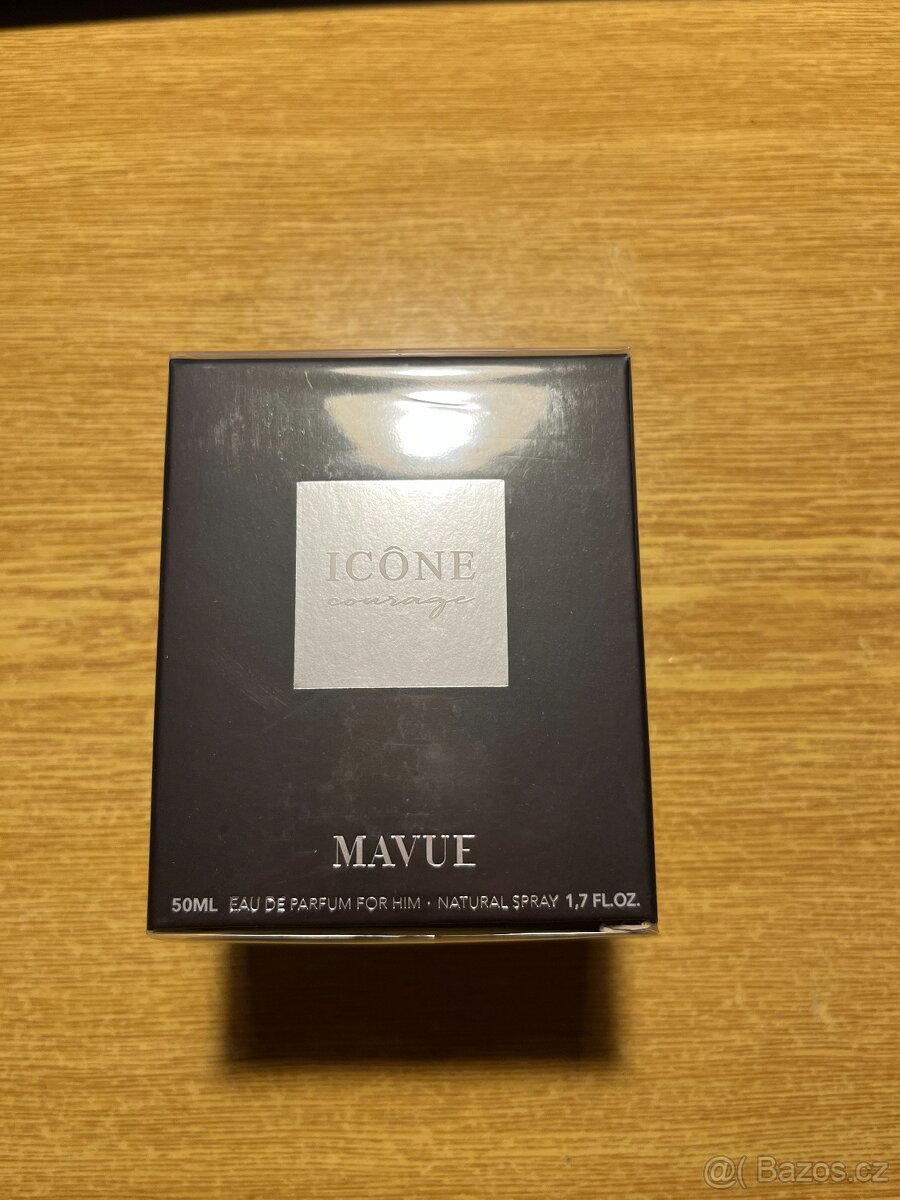 ICÔNE
courage
MAVUE
50ML EAU DE PARFUM FOR HIM • NATURAL SPRAY 1,7 FL.OZ.
@( Bazos.cz